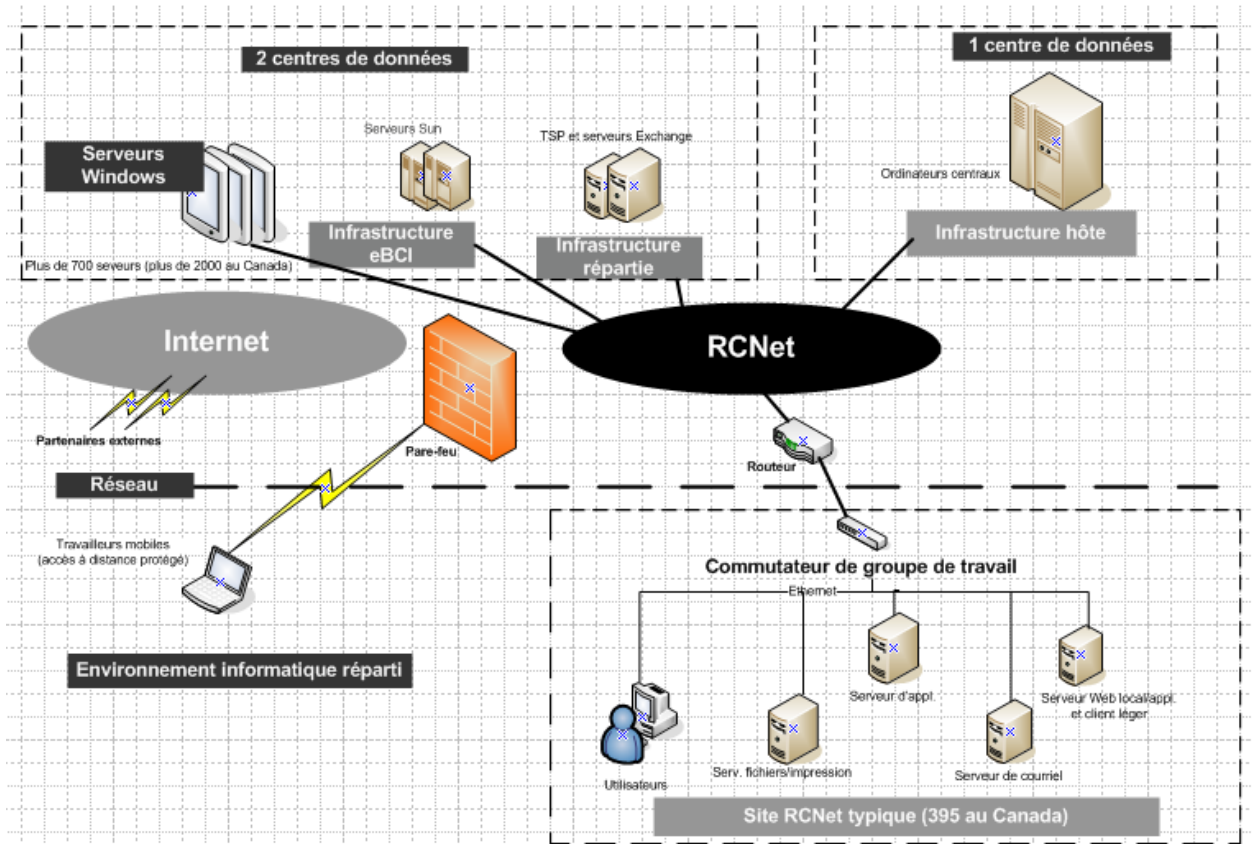 2 centres de données
1 centre de données
Serveurs Sun
TSP et serveurs Exchange
Serveurs
Windows
Ordinateurs centraux
Infrastructure
eBCI
Infrastructure
répartie
Infrastructure hôte
Plus de 700 seveurs (plus de 2000 au Canada)
Internet
RCNet
Partenaires externes
Pare-feu
Routeur
Réseau
Travailleurs mobiles
(accès à distance protégé)
Commutateur de groupe de travail
Ethernet
Environnement informatique réparti
Serveur d'appl.
Serveur Web local/appl.
et client léger
Serv. fichiers/impression
Serveur de courriel
Utilisateurs
Site RCNet typique (395 au Canada)